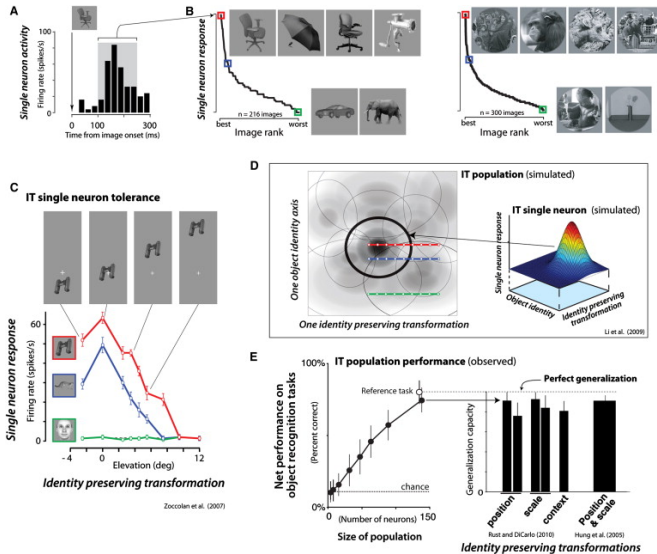 A
Single neuron activity
Firing rate (spikes/s)
100
0
0 100 300
Time from image onset (ms)
B
Single neuron response
n = 216 images
best worst
Image rank
n = 300 images
best worst
Image rank
C
IT single neuron tolerance
Single neuron response
Firing rate (spikes/s)
60
0
-4 0 4 8 12
Elevation (deg)
Identity preserving transformation
Zoccolan et al. (2007)
D
IT population (simulated)
One object identity axis
One identity preserving transformation
IT single neuron (simulated)
Single neuron response
Object identity
Identity preserving
transformation
Li et al. (2009)
E
IT population performance (observed)
Net performance on
object recognition tasks
(Percent correct)
100%
0%
Reference task
chance
0 (Number of neurons) 150
Size of population
Perfect generalization
Generalization capacity
100%
0
position
scale
context
Position
& scale
Rust and DiCarlo (2010)
Hung et al. (2005)
Identity preserving transformations